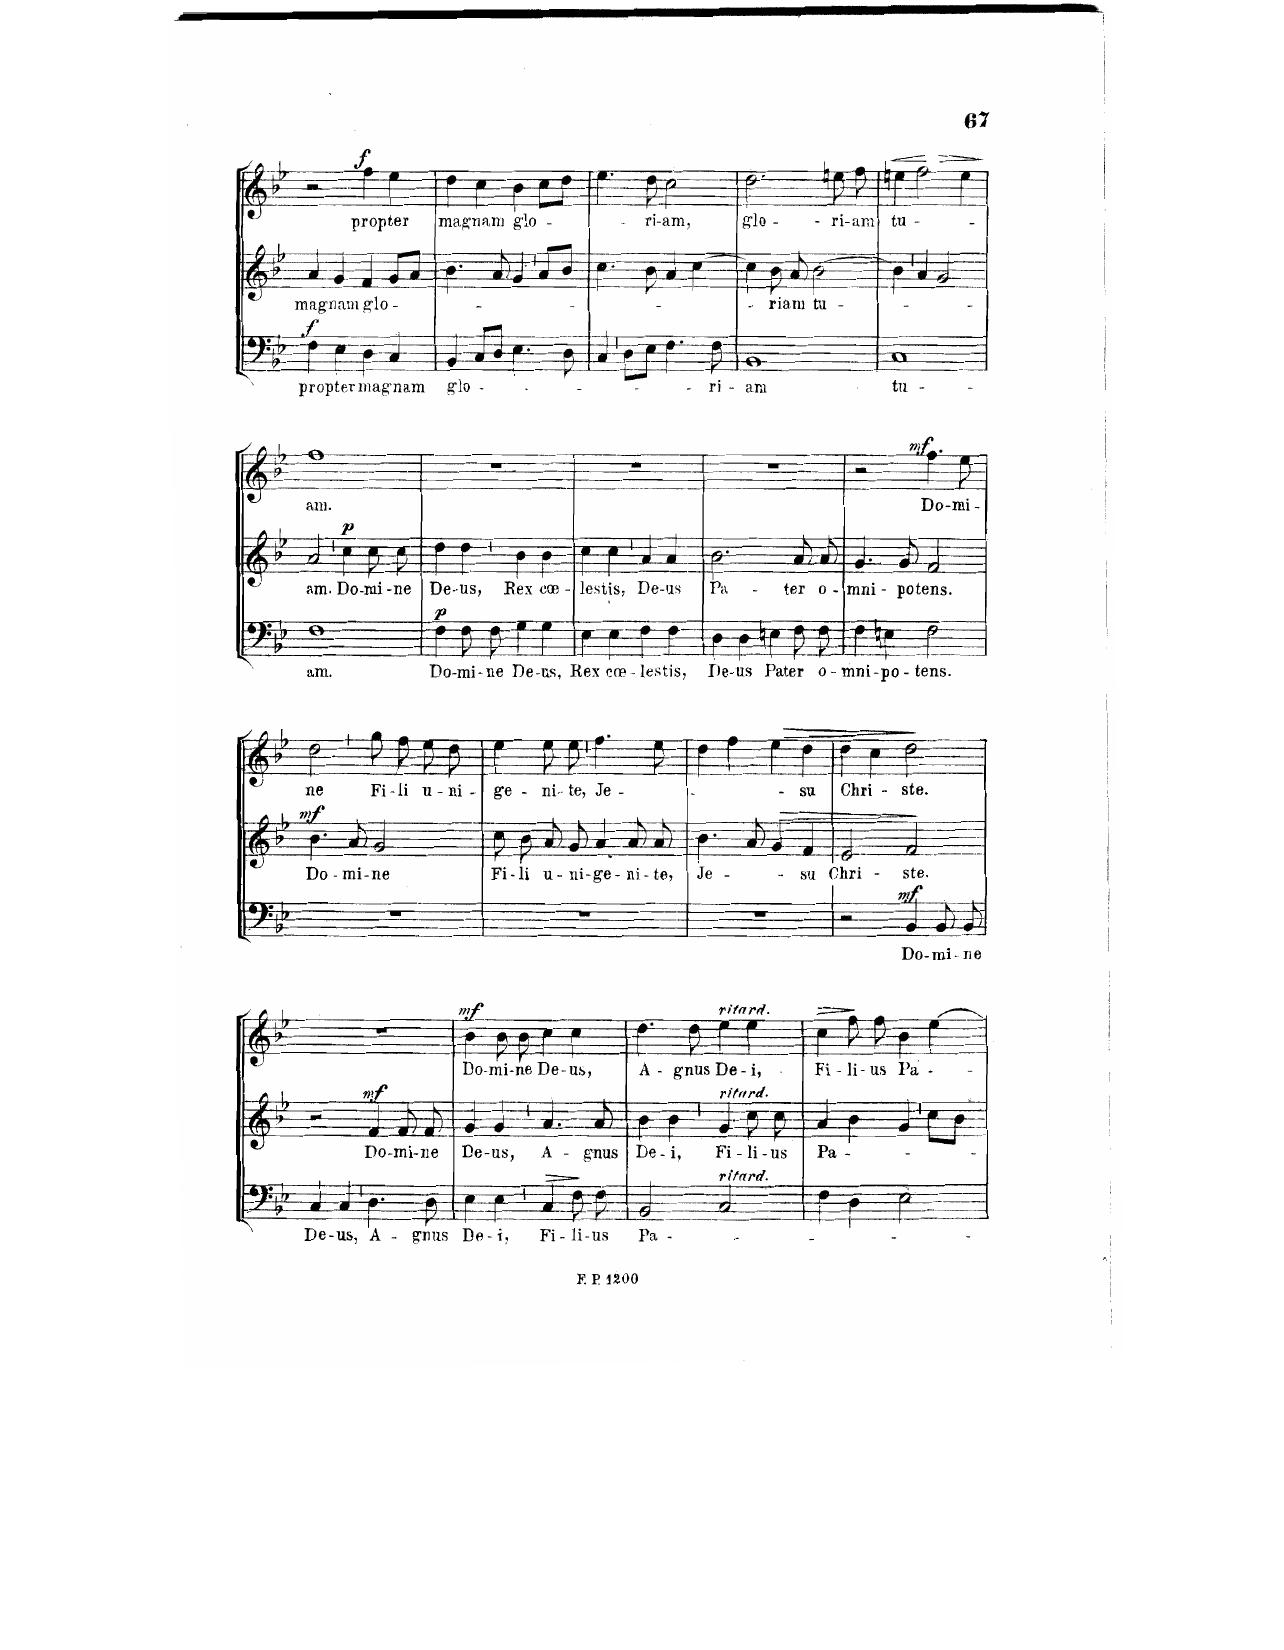 67
f
propter magnam glo - - ri-am, glo - - ri-am tu - -
magnam glo - - - - - - riam tu - - -
f
propter magnam glo - - - - - ri - am tu - -
mf
am. Do-mi-
p
am. Do-mi-ne De-us, Rex cœ-lestis, De-us Pa - ter o-mni-potens.
p
am. Do-mi-ne De-us, Rex cœ-lestis, De-us Pater o-mni-po-tens.
ne Fi-li u-ni-ge-ni-te, Je - - - su Chri - ste.
mf
Do-mi-ne Fi-li u-ni-ge-ni-te, Je - - su Chri - ste.
mf
Do-mi-ne
mf ritard.
Do-mi-ne De-us, A - gnus De-i, Fi-li-us Pa - -
mf ritard.
Do-mi-ne De-us, A - gnus De-i, Fi-li-us Pa - - -
ritard.
De-us, A - gnus De-i, Fi-li-us Pa - - - - -
F. P. 1200